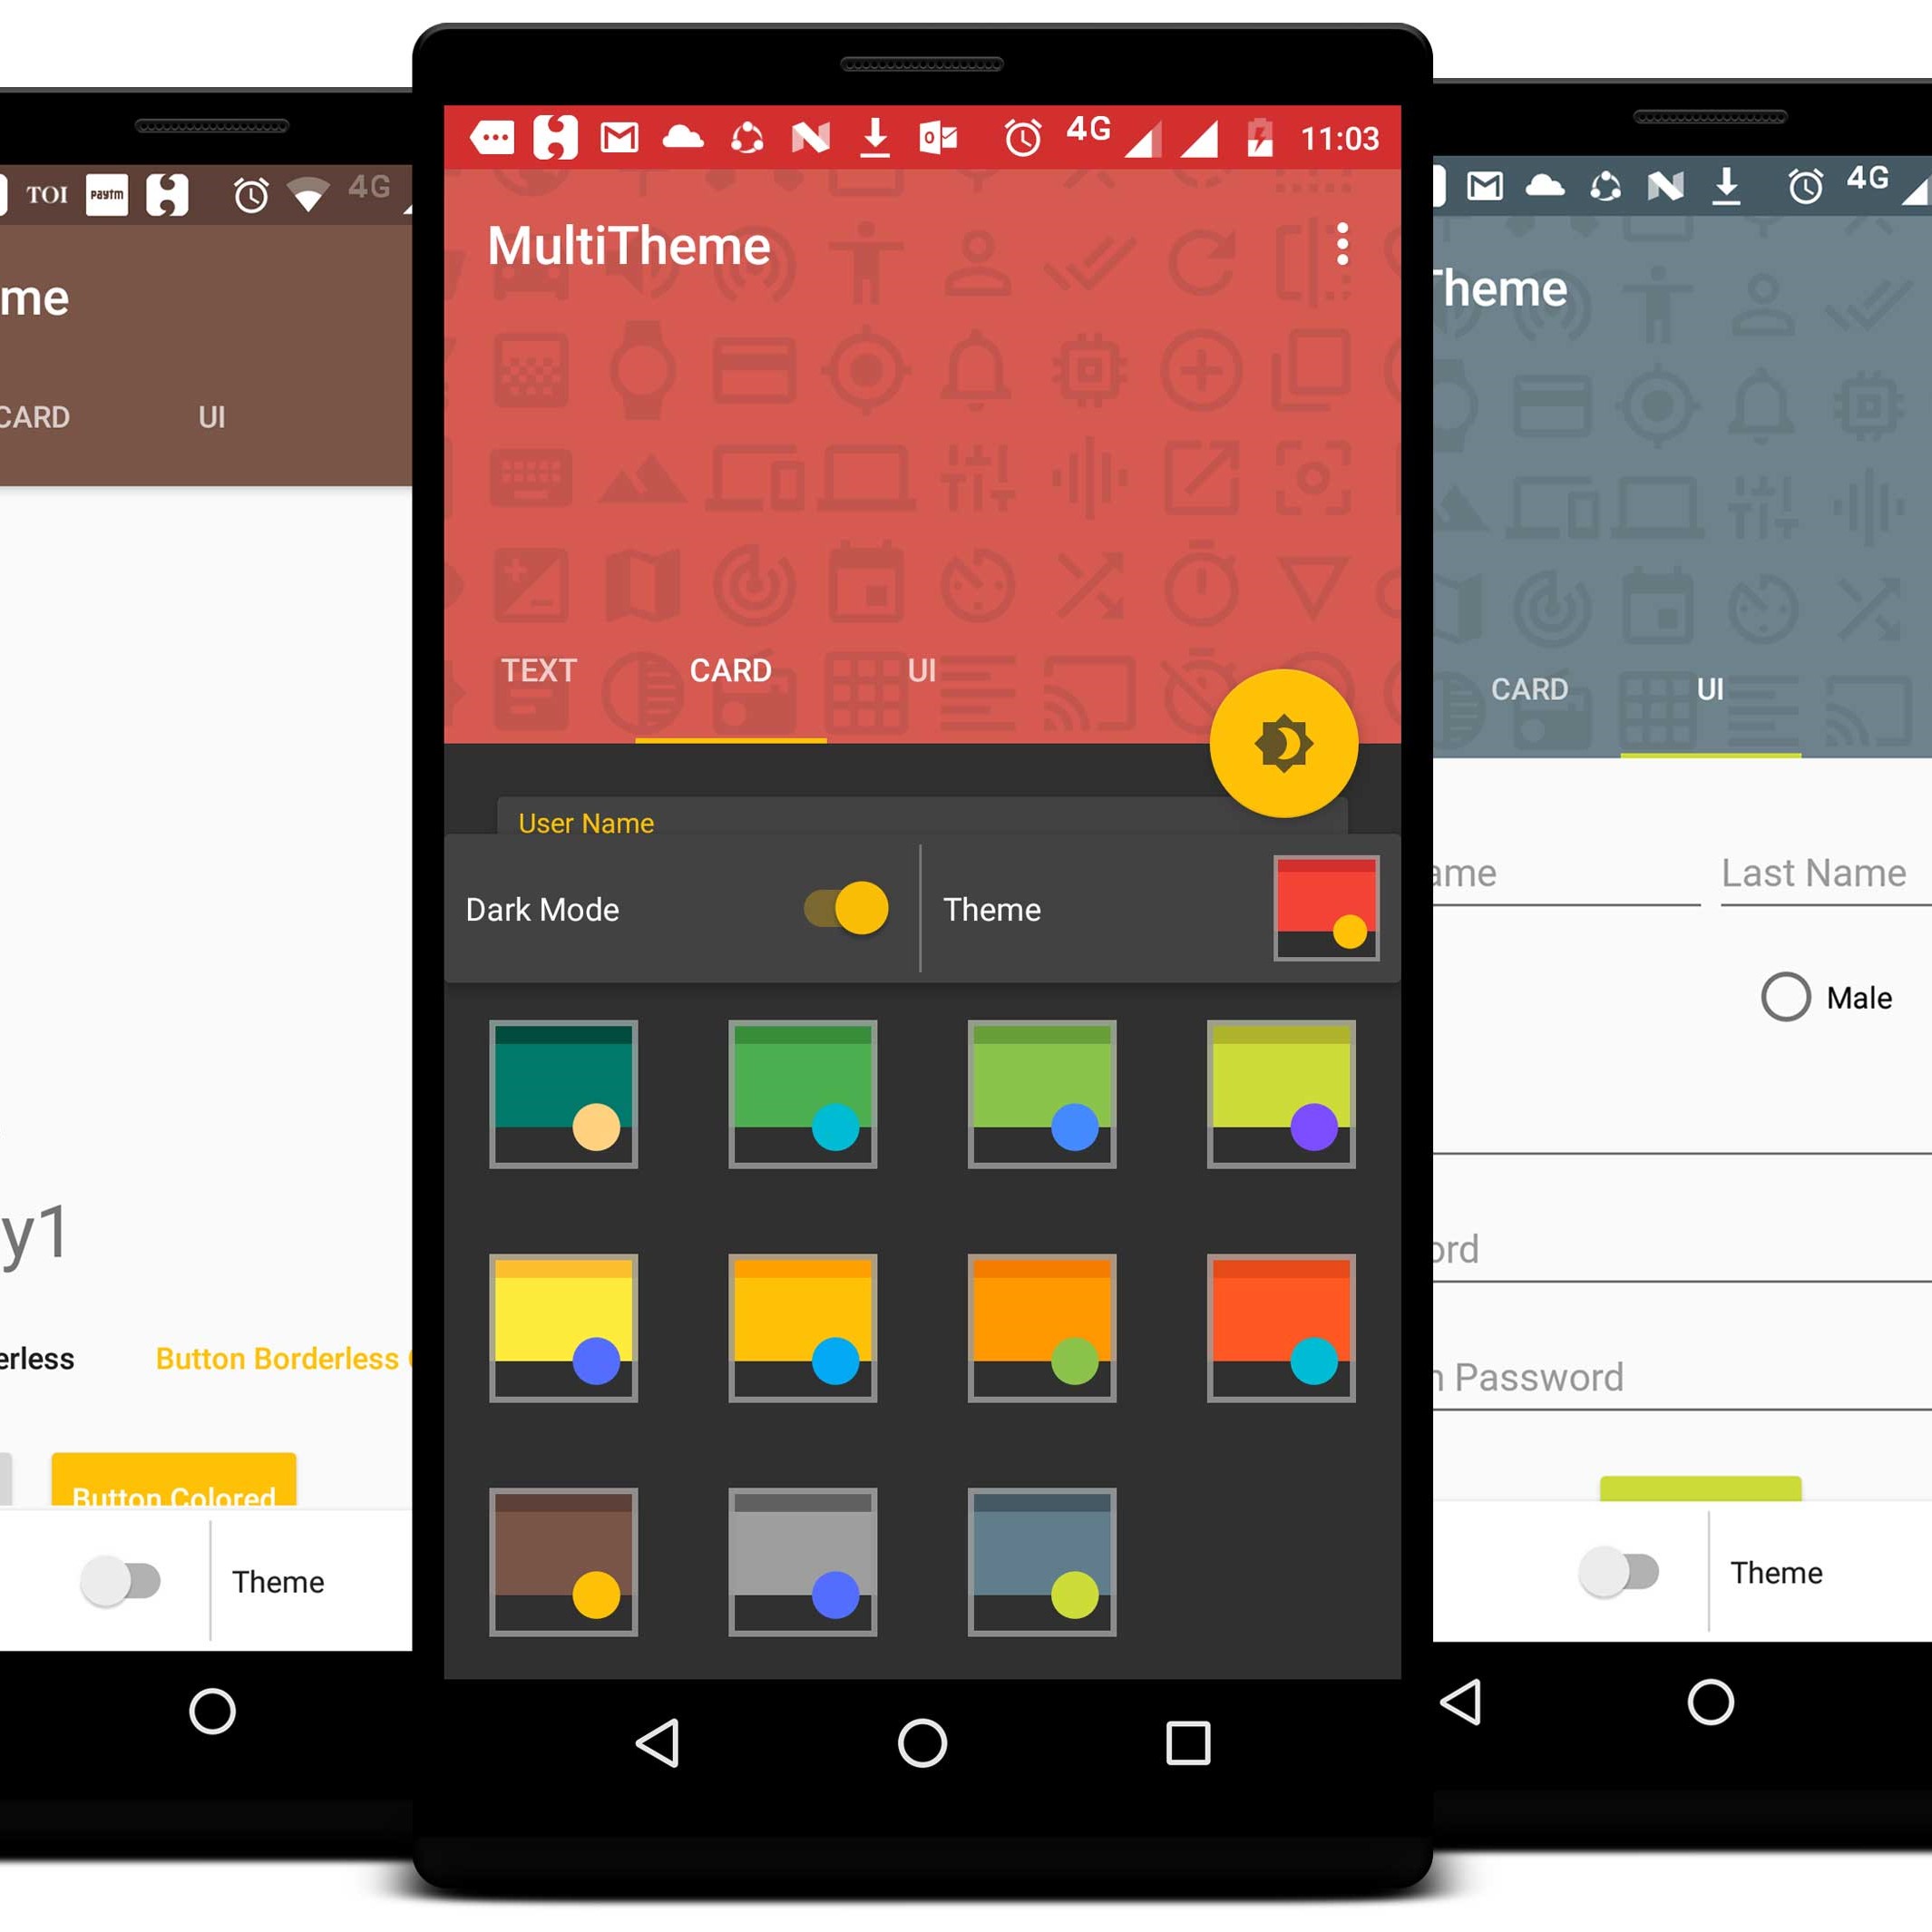 TOI
Paytm
4G
me
CARD
UI
y1
erless
Button Borderless
Button Colored
Theme
4G
11:03
MultiTheme
TEXT
CARD
UI
User Name
Dark Mode
Theme
4G
Theme
CARD
UI
ame
Last Name
Male
ord
n Password
Theme